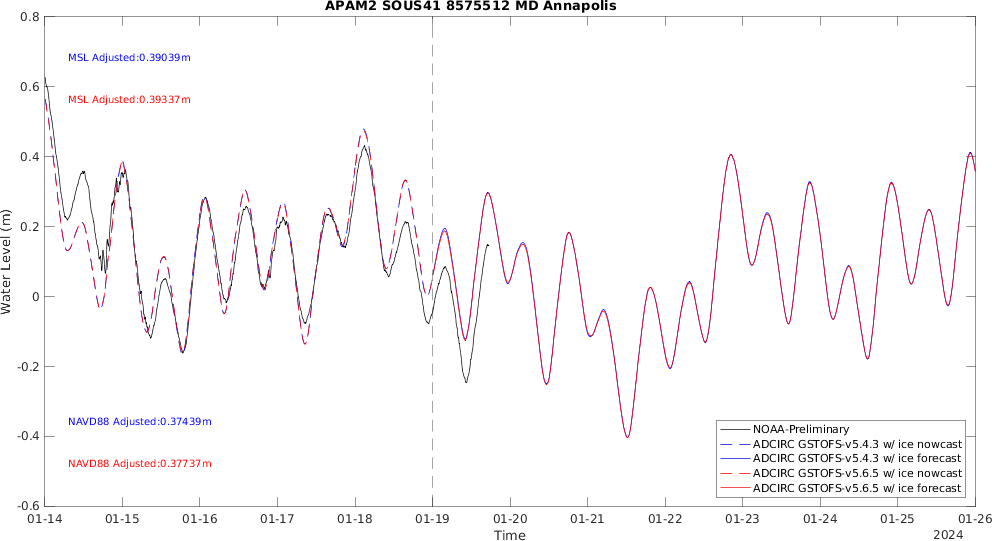 APAM2 SOUS41 8575512 MD Annapolis
0.8
0.6
0.4
0.2
0
-0.2
-0.4
-0.6
Water Level (m)
MSL Adjusted:0.39039m
MSL Adjusted:0.39337m
NAVD88 Adjusted:0.37439m
NAVD88 Adjusted:0.37737m
NOAA-Preliminary
ADCIRC GSTOFS-v5.4.3 w/ ice nowcast
ADCIRC GSTOFS-v5.4.3 w/ ice forecast
ADCIRC GSTOFS-v5.6.5 w/ ice nowcast
ADCIRC GSTOFS-v5.6.5 w/ ice forecast
01-14 01-15 01-16 01-17 01-18 01-19 01-20 01-21 01-22 01-23 01-24 01-25 01-26
Time
2024